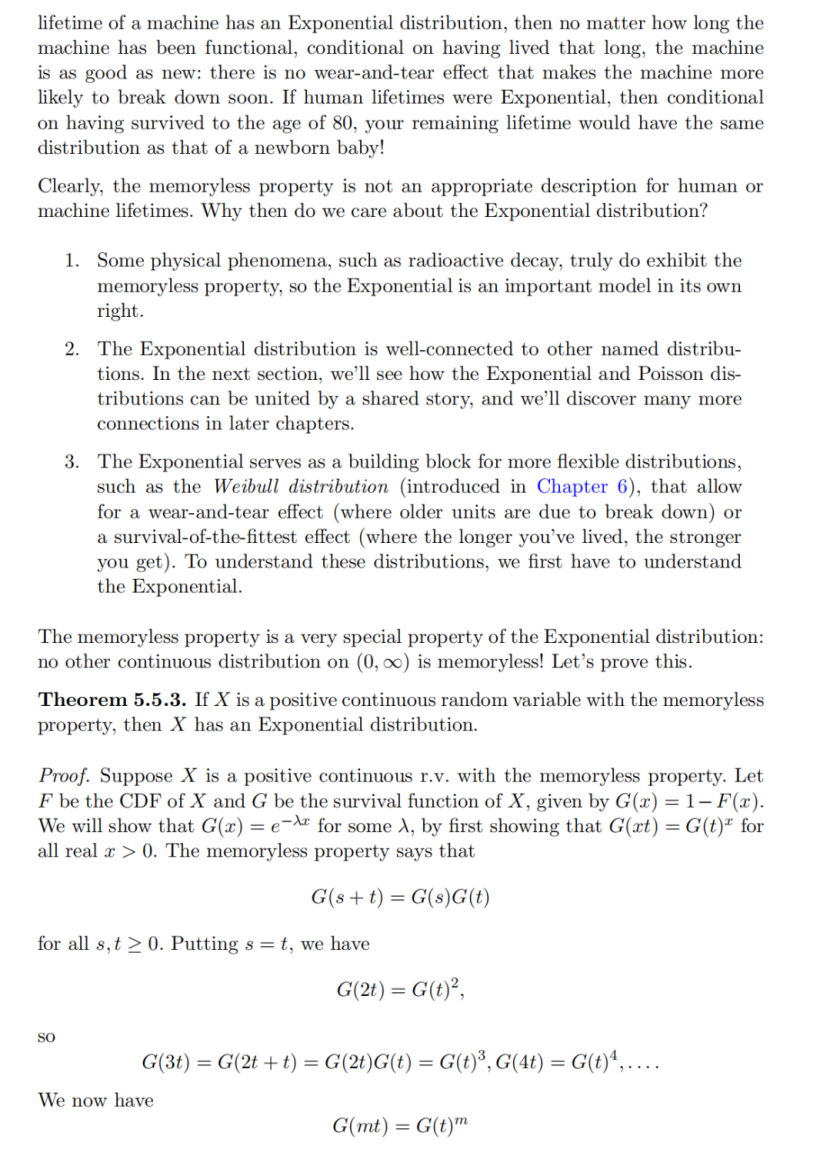 lifetime of a machine has an Exponential distribution, then no matter how long the
machine has been functional, conditional on having lived that long, the machine
is as good as new: there is no wear-and-tear effect that makes the machine more
likely to break down soon. If human lifetimes were Exponential, then conditional
on having survived to the age of 80, your remaining lifetime would have the same
distribution as that of a newborn baby!
Clearly, the memoryless property is not an appropriate description for human or
machine lifetimes. Why then do we care about the Exponential distribution?
1. Some physical phenomena, such as radioactive decay, truly do exhibit the
memoryless property, so the Exponential is an important model in its own
right.
2. The Exponential distribution is well-connected to other named distribu-
tions. In the next section, we'll see how the Exponential and Poisson dis-
tributions can be united by a shared story, and we'll discover many more
connections in later chapters.
3. The Exponential serves as a building block for more flexible distributions,
such as the Weibull distribution (introduced in Chapter 6), that allow
for a wear-and-tear effect (where older units are due to break down) or
a survival-of-the-fittest effect (where the longer you've lived, the stronger
you get). To understand these distributions, we first have to understand
the Exponential.
The memoryless property is a very special property of the Exponential distribution:
no other continuous distribution on (0, ∞) is memoryless! Let's prove this.
Theorem 5.5.3. If X is a positive continuous random variable with the memoryless
property, then X has an Exponential distribution.
Proof. Suppose X is a positive continuous r.v. with the memoryless property. Let
F be the CDF of X and G be the survival function of X, given by G(x) = 1 − F(x).
We will show that G(x) = e^{−λx} for some λ, by first showing that G(xt) = G(t)^x for
all real x > 0. The memoryless property says that
G(s + t) = G(s)G(t)
for all s, t ≥ 0. Putting s = t, we have
G(2t) = G(t)²,
so
G(3t) = G(2t + t) = G(2t)G(t) = G(t)³, G(4t) = G(t)⁴, . . . .
We now have
G(mt) = G(t)^m